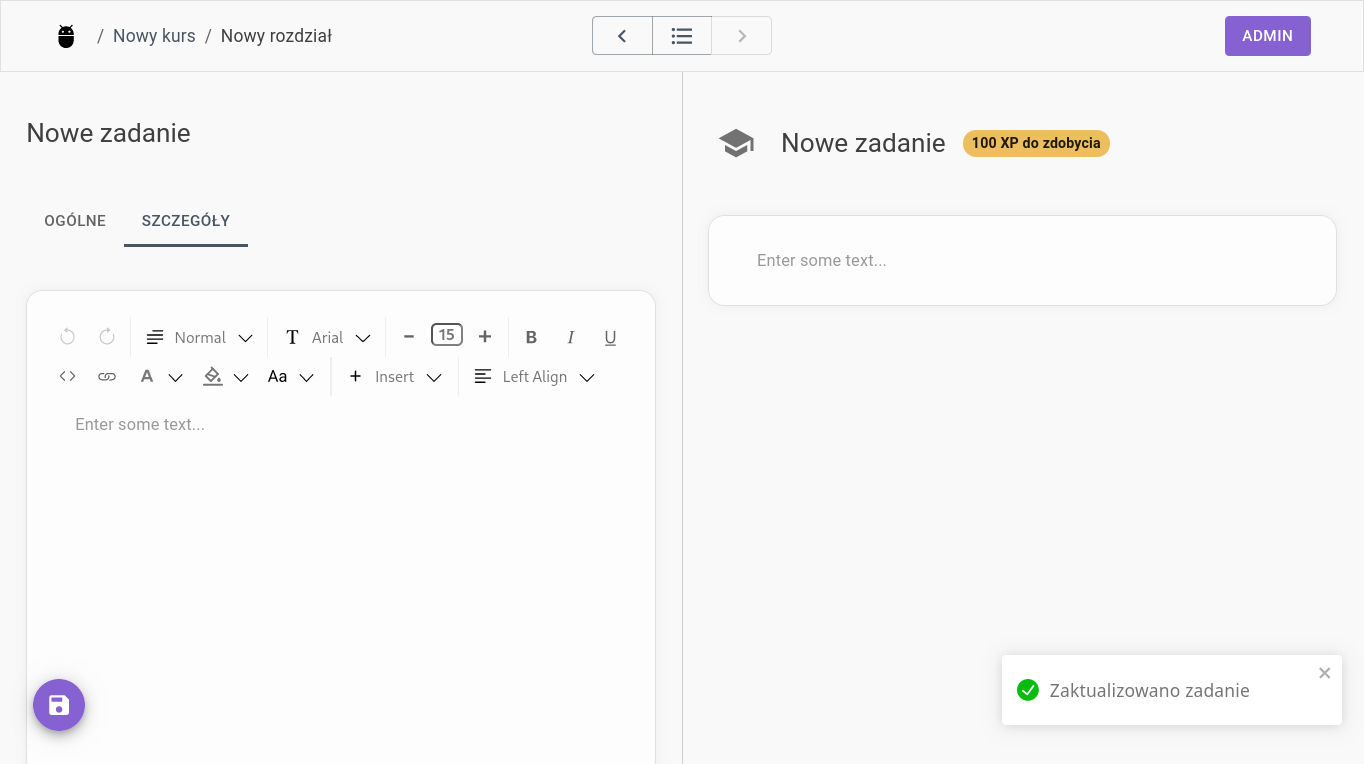 / Nowy kurs / Nowy rozdział
ADMIN
Nowe zadanie
OGÓLNE SZCZEGÓŁY
Normal T Arial 15 B I U
A Aa Insert Left Align
Enter some text...
Nowe zadanie 100 XP do zdobycia
Enter some text...
Zaktualizowano zadanie